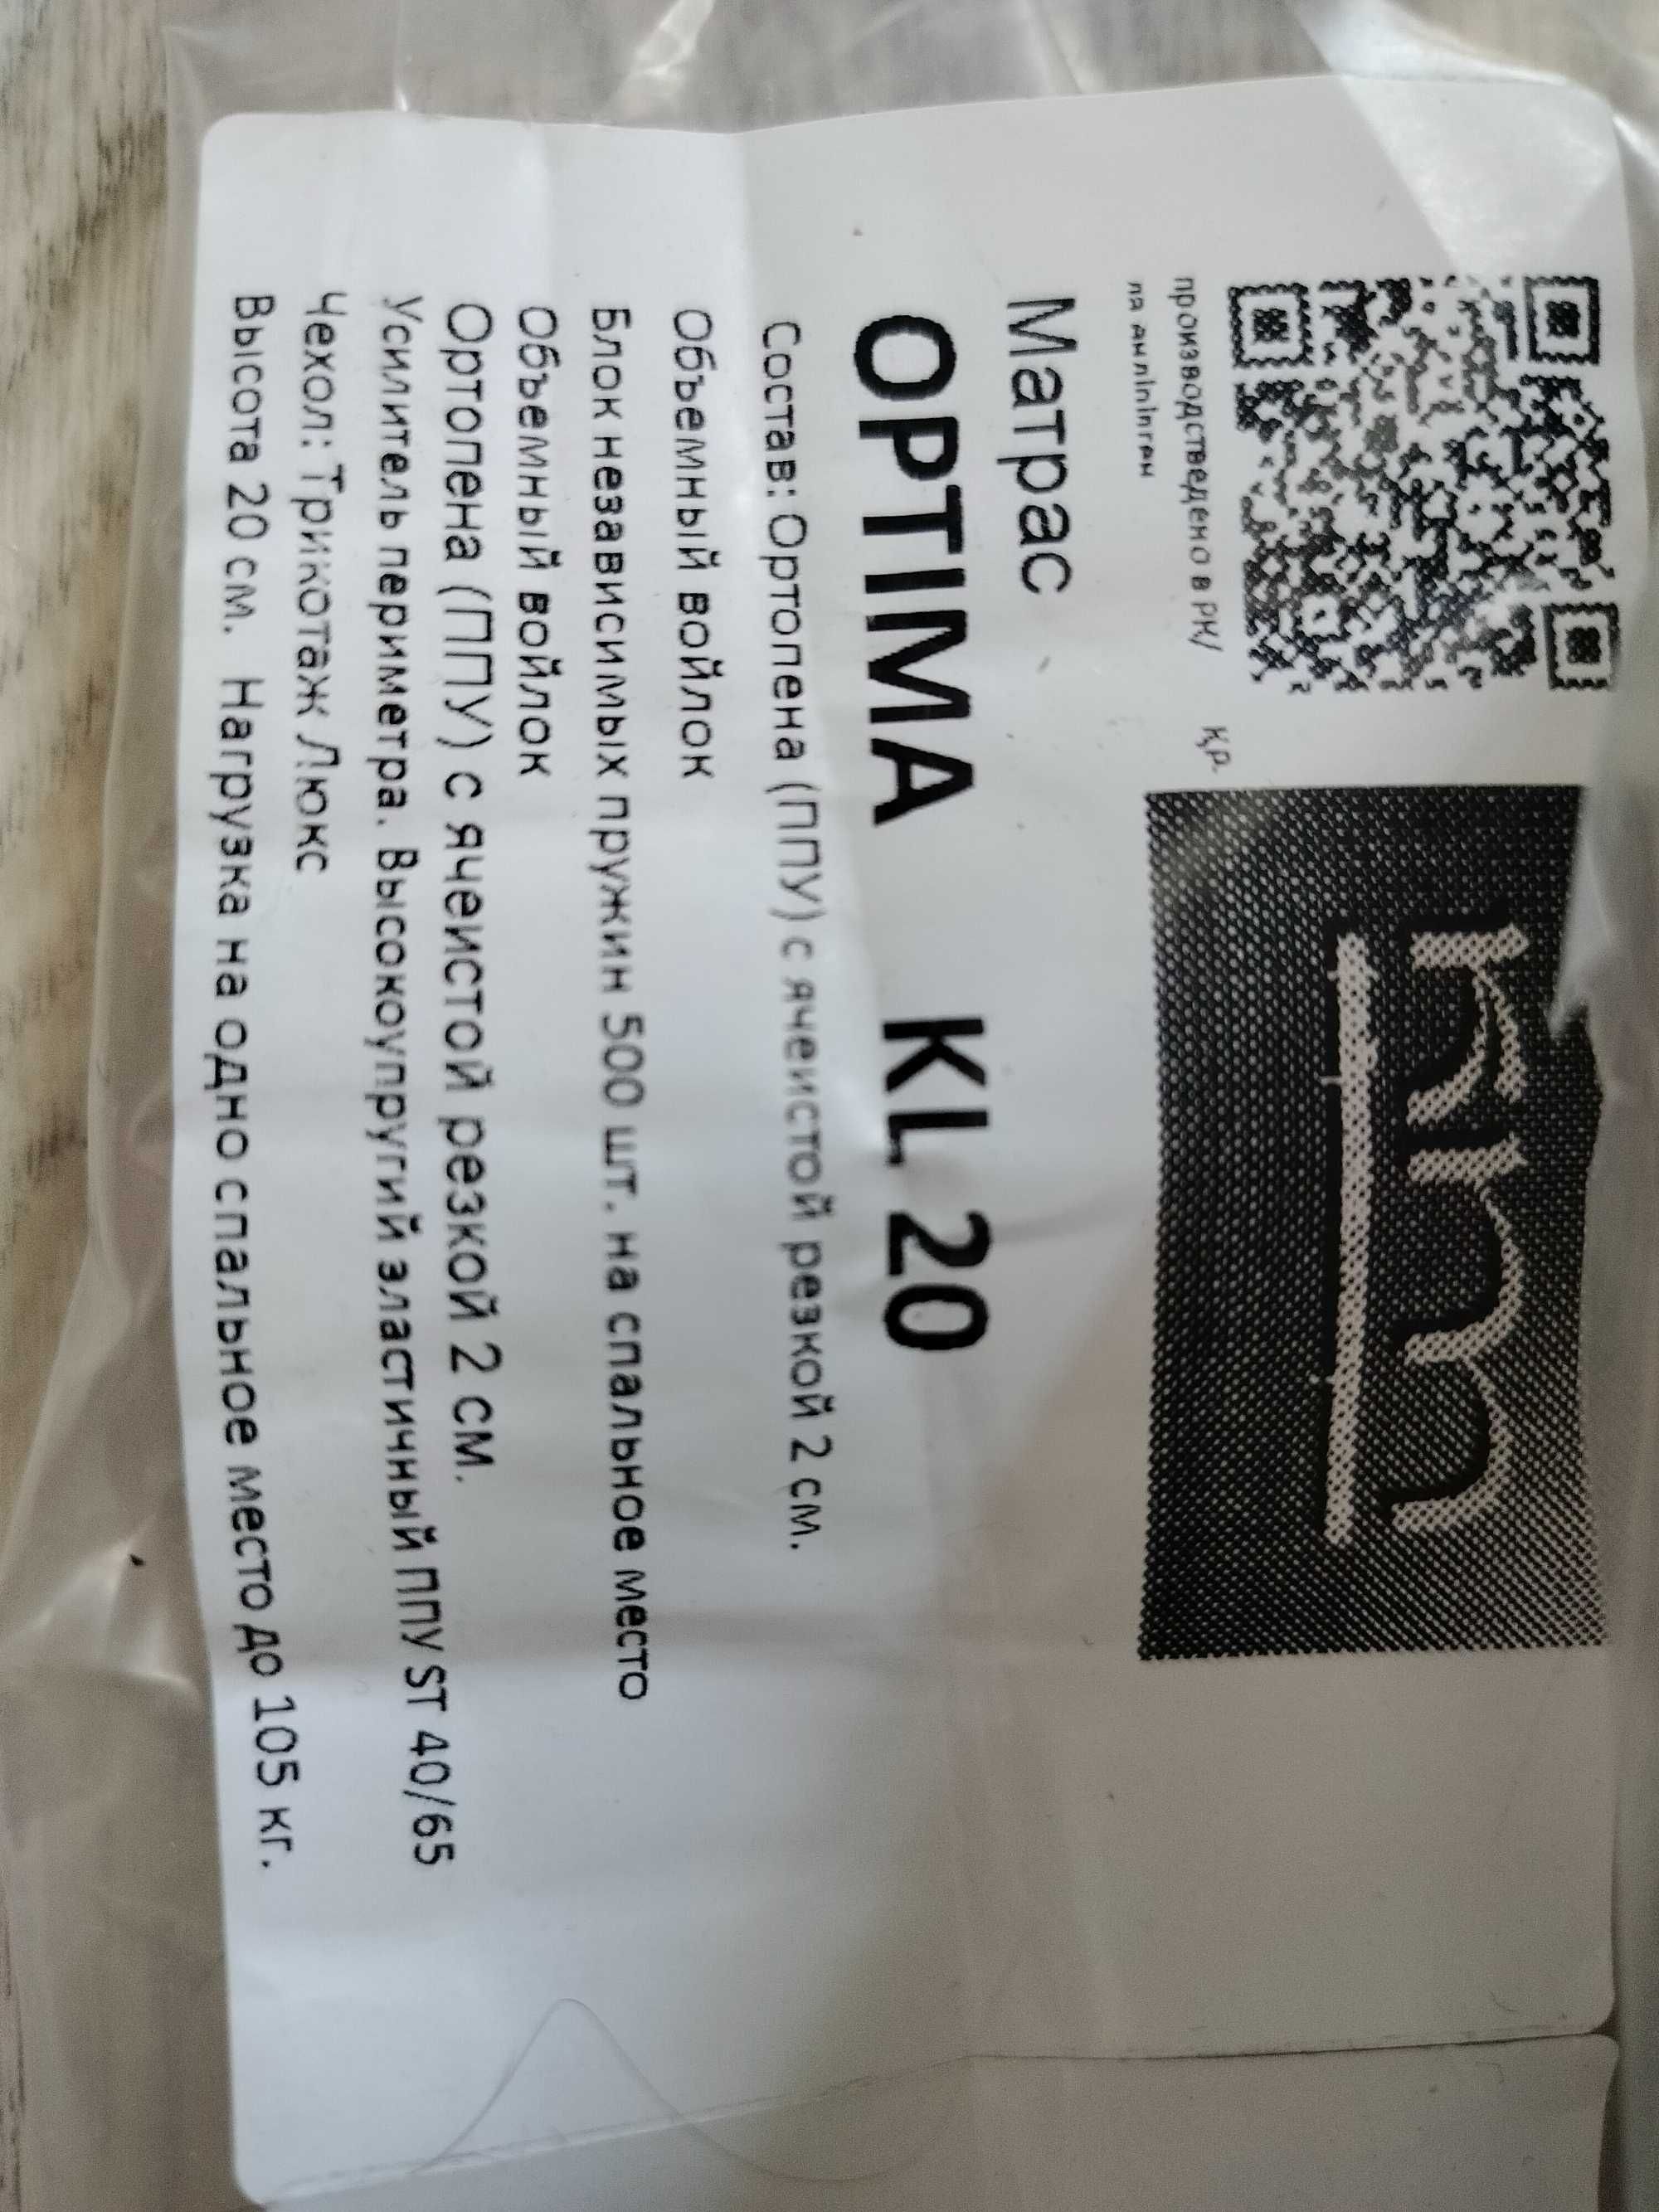 производстведено в РК/ ҚР.
Матрас
OPTIMA KL 20
Состав: Ортопена (ППУ) с ячеистой резкой 2 см.
Объемный войлок
Блок независимых пружин 500 шт. на спальное место
Объемный войлок
Ортопена (ППУ) с ячеистой резкой 2 см.
Усилитель периметра. Высокоупругий эластичный ППУ ST 40/65
Чехол: Трикотаж Люкс
Высота 20 см. Нагрузка на одно спальное место до 105 кг.